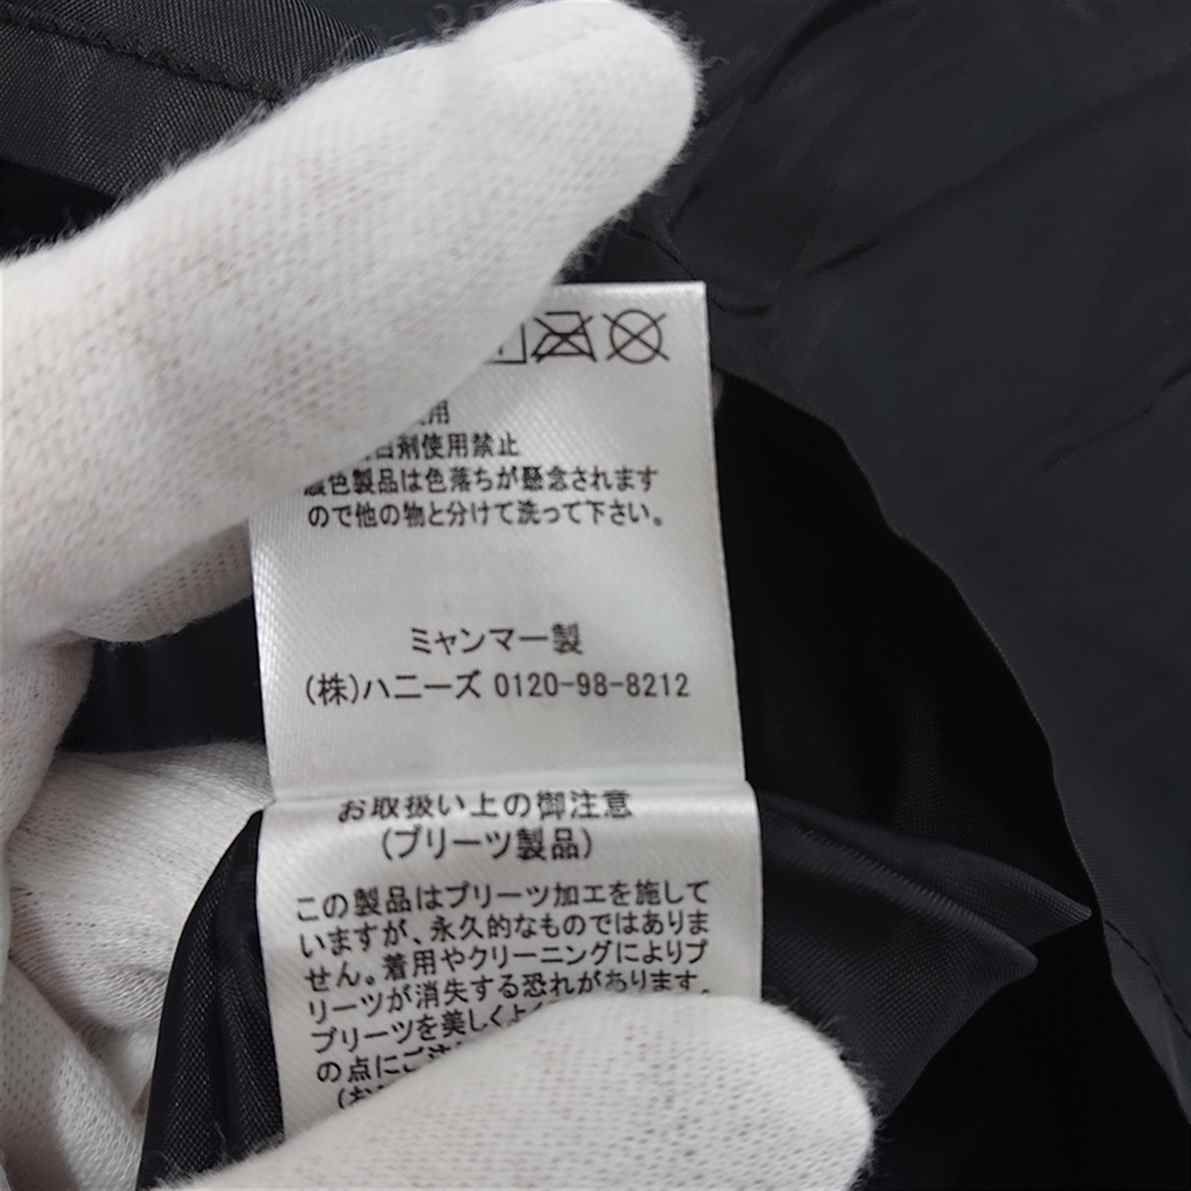 用
剤使用禁止
色製品は色落ちが懸念されます
ので他の物と分けて洗って下さい。
ミャンマー製
(株)ハニーズ 0120-98-8212
お取扱い上の御注意
(プリーツ製品)
この製品はプリーツ加工を施して
いますが、永久的なものではありま
せん。着用やクリーニングによりプ
リーツが消失する恐れがあります。
プリーツを美しく
の点にご
(お